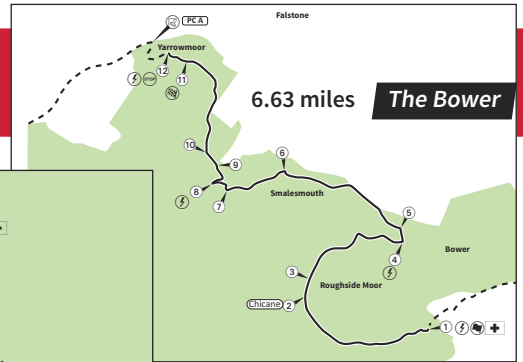 Falstone
PC A
Yarrowmoor
STOP
12
11
6.63 miles
The Bower
10
9
6
8
7
Smalesmouth
5
4
Bower
3
Roughside Moor
Chicane
2
1